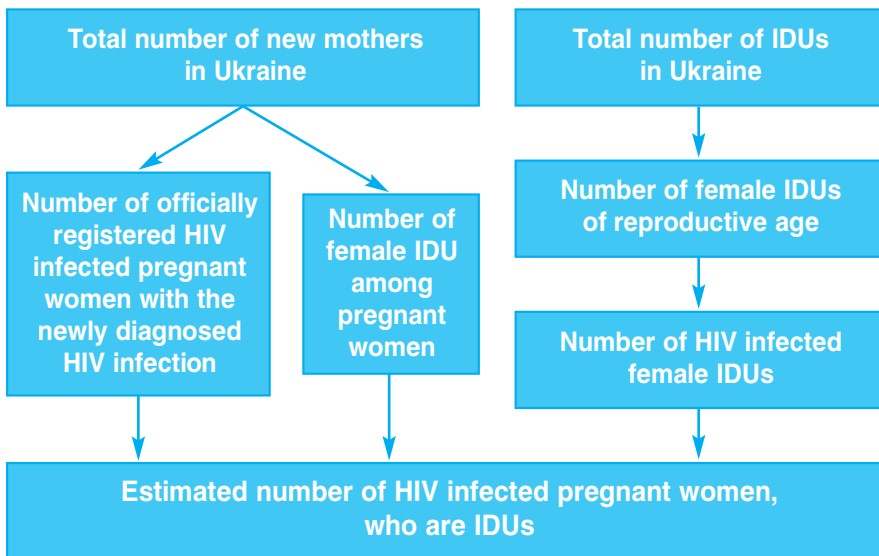 Total number of new mothers
in Ukraine
Total number of IDUs
in Ukraine
Number of officially
registered HIV
infected pregnant
women with the
newly diagnosed
HIV infection
Number of
female IDU
among
pregnant
women
Number of female IDUs
of reproductive age
Number of HIV infected
female IDUs
Estimated number of HIV infected pregnant women,
who are IDUs